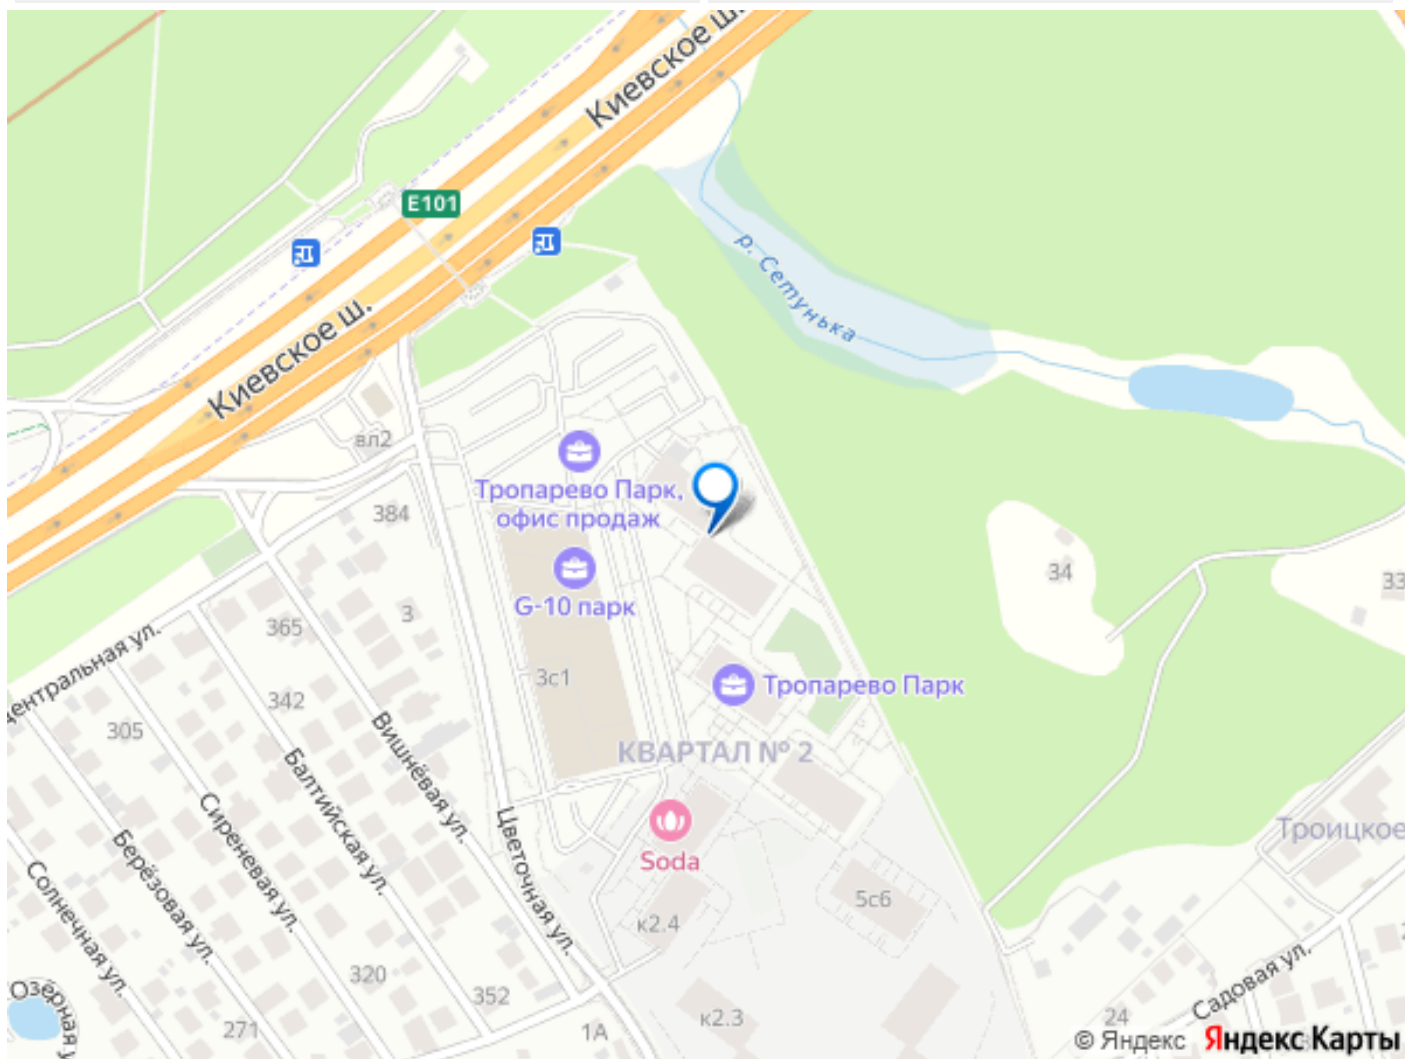 Киевское ш.
E101
р. Сетунька
Киевское ш.
вл2
Тропарево Парк,
офис продаж
384
G-10 парк
34
33
365
3
3с1
Тропарево Парк
Центральная ул.
342
305
Вишнёвая ул.
КВАРТАЛ № 2
Балтийская ул.
Сиреневая ул.
Цветочная ул.
Берёзовая ул.
Солнечная ул.
Soda
Троицкое
5с6
к2.4
320
352
Садовая ул.
Озёрная у
271
1А
к2.3
24
© Яндекс Яндекс Карты